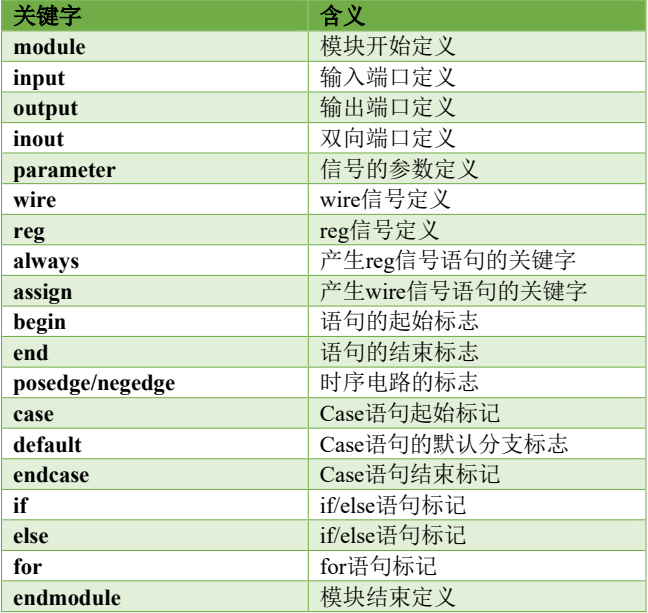 关键字 含义
module 模块开始定义
input 输入端口定义
output 输出端口定义
inout 双向端口定义
parameter 信号的参数定义
wire wire信号定义
reg reg信号定义
always 产生reg信号语句的关键字
assign 产生wire信号语句的关键字
begin 语句的起始标志
end 语句的结束标志
posedge/negedge 时序电路的标志
case Case语句起始标记
default Case语句的默认分支标志
endcase Case语句结束标记
if if/else语句标记
else if/else语句标记
for for语句标记
endmodule 模块结束定义